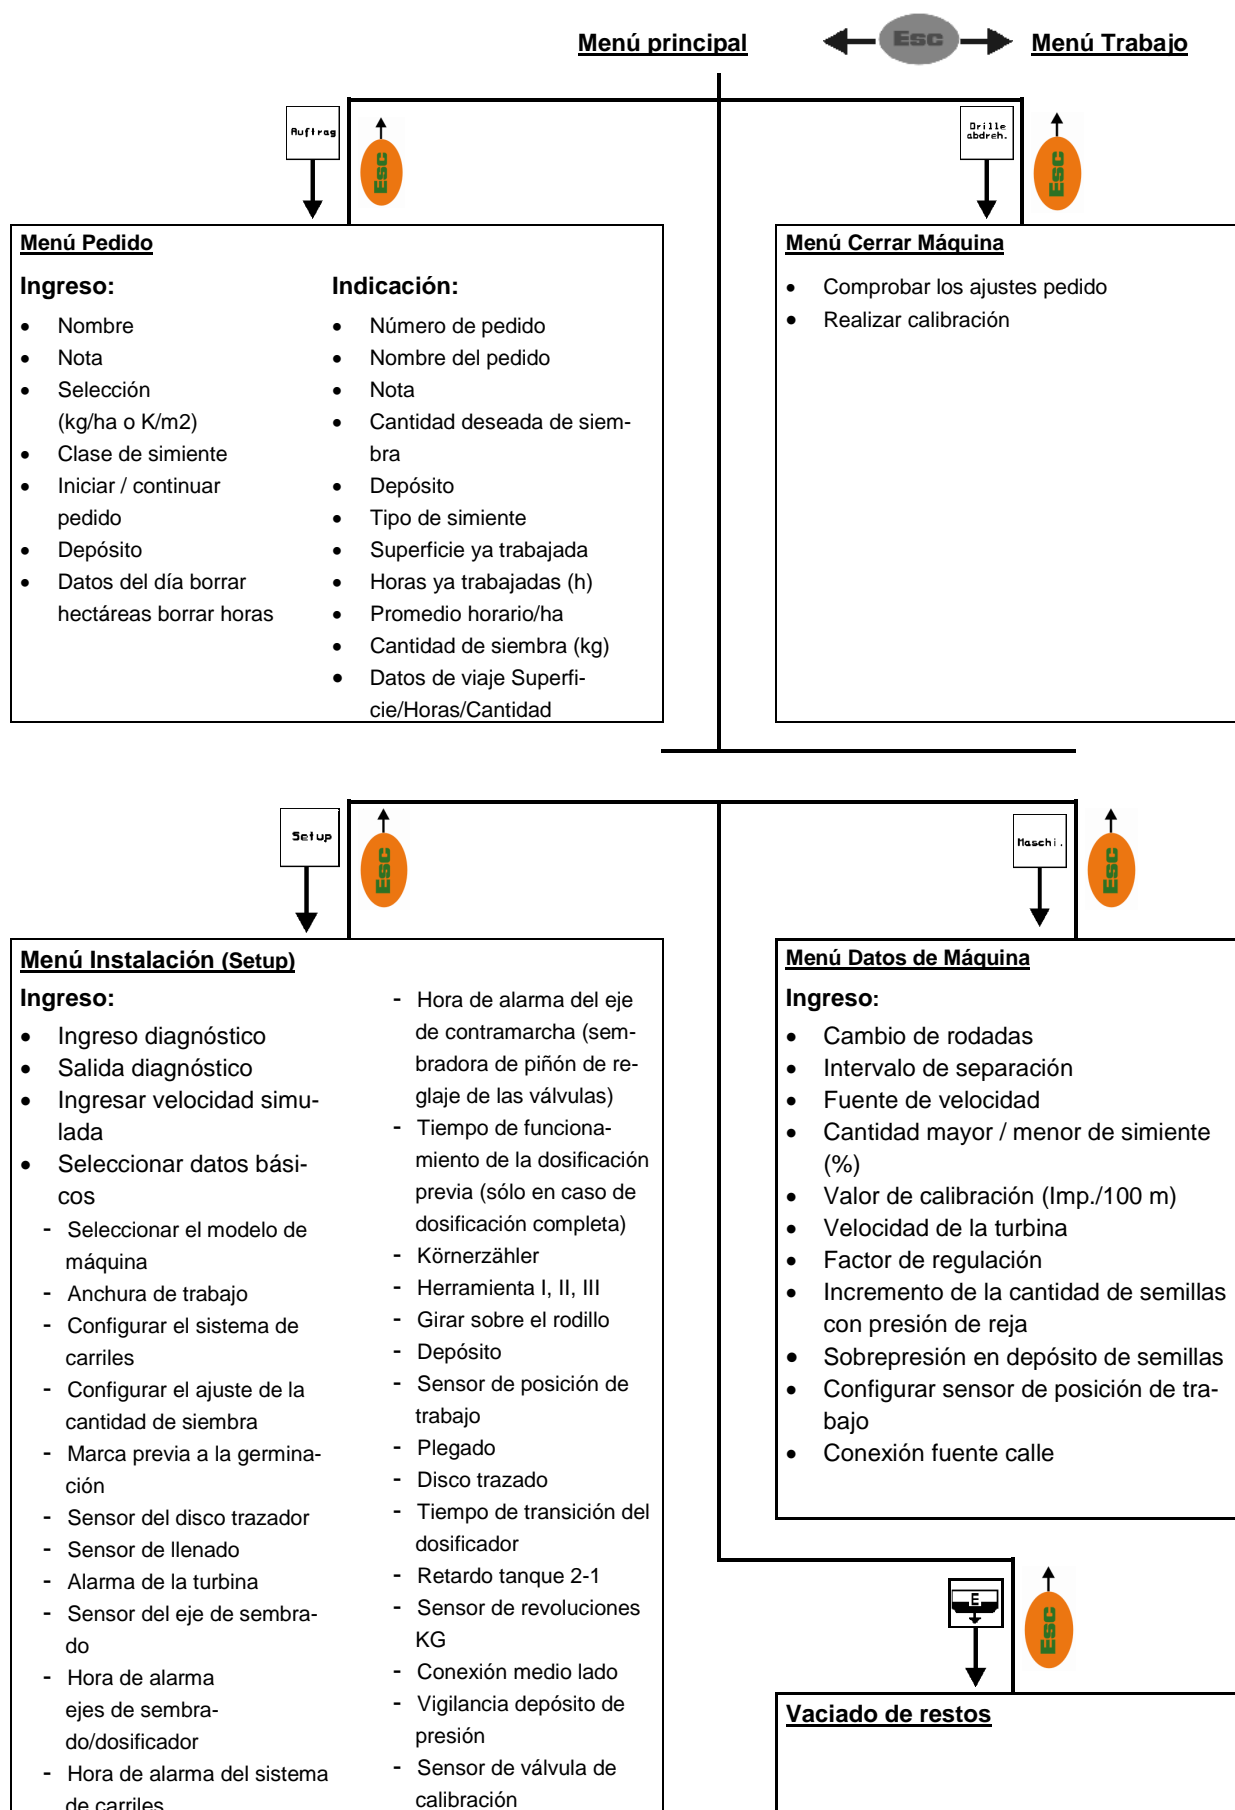 Menú principal
Esc
Menú Trabajo
Auftrag
Esc
Drille
abdreh.
Esc
Menú Pedido
Ingreso:
• Nombre
• Nota
• Selección
(kg/ha o K/m2)
• Clase de simiente
• Iniciar / continuar
pedido
• Depósito
• Datos del día borrar
hectáreas borrar horas
Indicación:
• Número de pedido
• Nombre del pedido
• Nota
• Cantidad deseada de siem-
bra
• Depósito
• Tipo de simiente
• Superficie ya trabajada
• Horas ya trabajadas (h)
• Promedio horario/ha
• Cantidad de siembra (kg)
• Datos de viaje Superfi-
cie/Horas/Cantidad
Menú Cerrar Máquina
• Comprobar los ajustes pedido
• Realizar calibración
Setup
Esc
Maschi.
Esc
Menú Instalación (Setup)
Ingreso:
• Ingreso diagnóstico
• Salida diagnóstico
• Ingresar velocidad simu-
lada
• Seleccionar datos bási-
cos
- Seleccionar el modelo de
máquina
- Anchura de trabajo
- Configurar el sistema de
carriles
- Configurar el ajuste de la
cantidad de siembra
- Marca previa a la germina-
ción
- Sensor del disco trazador
- Sensor de llenado
- Alarma de la turbina
- Sensor del eje de sembra-
do
- Hora de alarma
ejes de sembra-
do/dosificador
- Hora de alarma del sistema
de carriles
- Hora de alarma del eje
de contramarcha (sem-
bradora de piñón de re-
glaje de las válvulas)
- Tiempo de funciona-
miento de la dosificación
previa (sólo en caso de
dosificación completa)
- Körnerzähler
- Herramienta I, II, III
- Girar sobre el rodillo
- Depósito
- Sensor de posición de
trabajo
- Plegado
- Disco trazado
- Tiempo de transición del
dosificador
- Retardo tanque 2-1
- Sensor de revoluciones
KG
- Conexión medio lado
- Vigilancia depósito de
presión
- Sensor de válvula de
calibración
Menú Datos de Máquina
Ingreso:
• Cambio de rodadas
• Intervalo de separación
• Fuente de velocidad
• Cantidad mayor / menor de simiente
(%)
• Valor de calibración (Imp./100 m)
• Velocidad de la turbina
• Factor de regulación
• Incremento de la cantidad de semillas
con presión de reja
• Sobrepresión en depósito de semillas
• Configurar sensor de posición de tra-
bajo
• Conexión fuente calle
E
Esc
Vaciado de restos